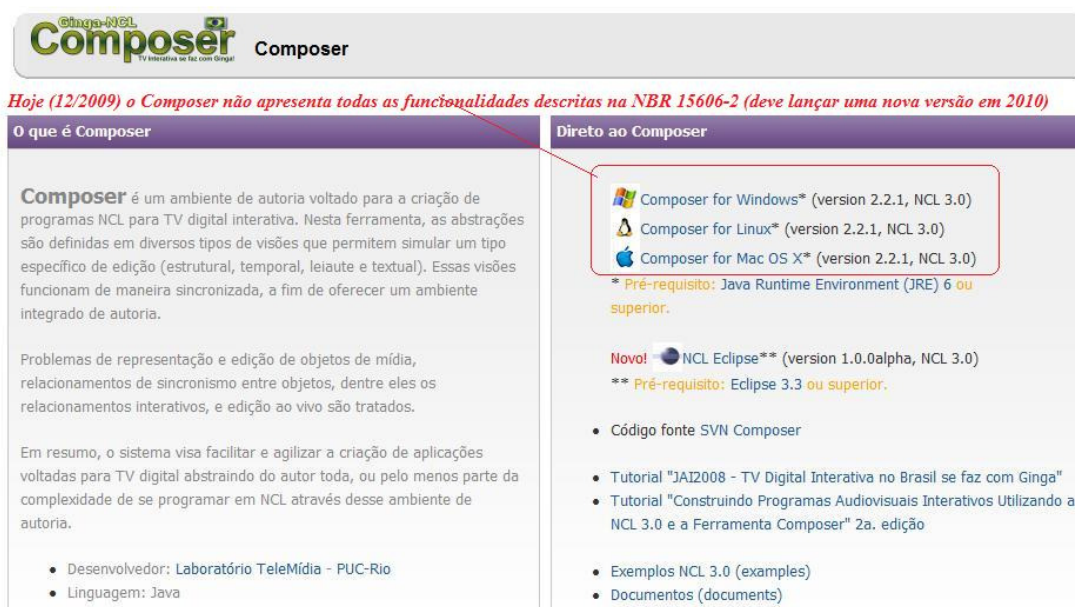 Ginga-NCL
Composer
TV Interativa se faz com Ginga!
Composer
Hoje (12/2009) o Composer não apresenta todas as funcionalidades descritas na NBR 15606-2 (deve lançar uma nova versão em 2010)
O que é Composer
Composer é um ambiente de autoria voltado para a criação de
programas NCL para TV digital interativa. Nesta ferramenta, as abstrações
são definidas em diversos tipos de visões que permitem simular um tipo
específico de edição (estrutural, temporal, leiaute e textual). Essas visões
funcionam de maneira sincronizada, a fim de oferecer um ambiente
integrado de autoria.
Problemas de representação e edição de objetos de mídia,
relacionamentos de sincronismo entre objetos, dentre eles os
relacionamentos interativos, e edição ao vivo são tratados.
Em resumo, o sistema visa facilitar e agilizar a criação de aplicações
voltadas para TV digital abstraindo do autor toda, ou pelo menos parte da
complexidade de se programar em NCL através desse ambiente de
autoria.
• Desenvolvedor: Laboratório TeleMídia - PUC-Rio
• Linguagem: Java
Direto ao Composer
Composer for Windows* (version 2.2.1, NCL 3.0)
Composer for Linux* (version 2.2.1, NCL 3.0)
Composer for Mac OS X* (version 2.2.1, NCL 3.0)
* Pré-requisito: Java Runtime Environment (JRE) 6 ou
superior.
Novo! NCL Eclipse** (version 1.0.0alpha, NCL 3.0)
** Pré-requisito: Eclipse 3.3 ou superior.
• Código fonte SVN Composer
• Tutorial "JAI2008 - TV Digital Interativa no Brasil se faz com Ginga"
• Tutorial "Construindo Programas Audiovisuais Interativos Utilizando a
NCL 3.0 e a Ferramenta Composer" 2a. edição
• Exemplos NCL 3.0 (examples)
• Documentos (documents)